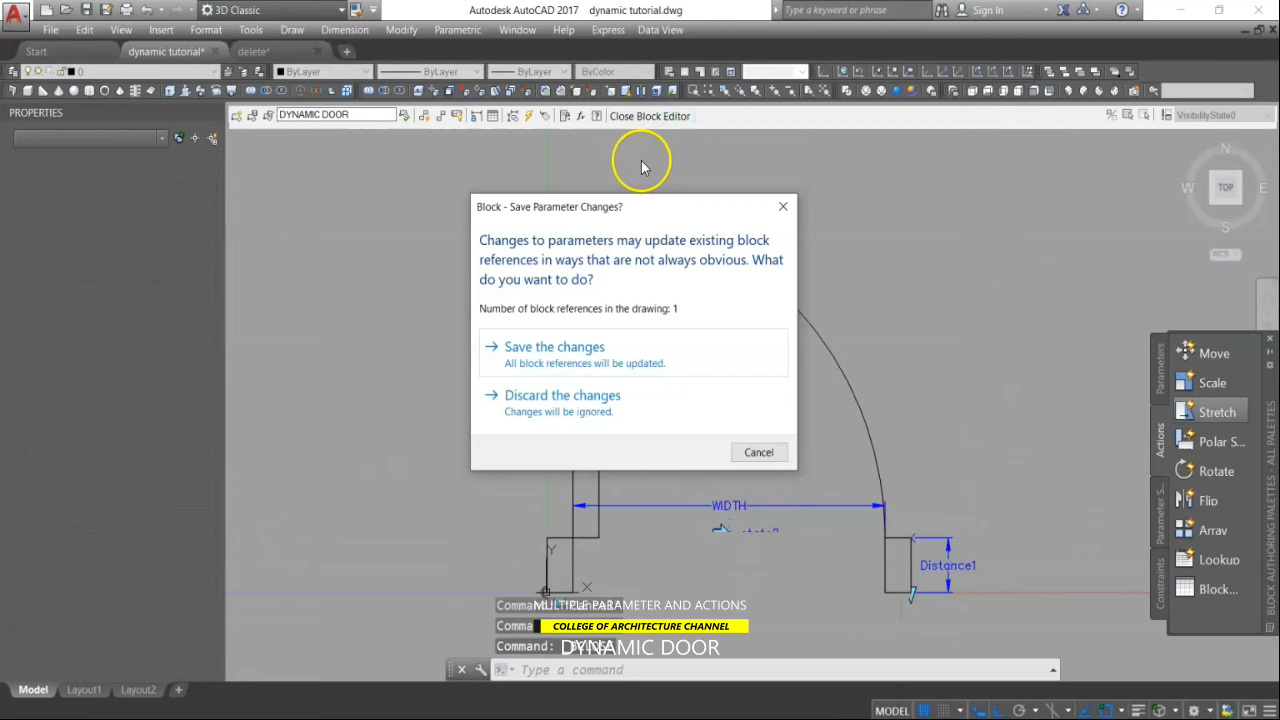 3D Classic
Autodesk AutoCAD 2017 dynamic tutorial.dwg
Type a keyword or phrase
Sign In
File Edit View Insert Format Tools Draw Dimension Modify Parametric Window Help Express Data View
Start dynamic tutorial* delete*
0 ByLayer ByLayer ByLayer ByColor
PROPERTIES
DYNAMIC DOOR Close Block Editor VisibilityState0
N
W TOP E
S
WCS
Block - Save Parameter Changes?
Changes to parameters may update existing block
references in ways that are not always obvious. What
do you want to do?
Number of block references in the drawing: 1
Save the changes
All block references will be updated.
Discard the changes
Changes will be ignored.
Cancel
Parameters
Actions
Parameter S...
Constraints
Move
Scale
Stretch
Polar S...
Rotate
Flip
Array
Lookup
Block...
BLOCK AUTHORING PALETTES - ALL PALETTES
WIDTH
Distance1
Y
X
MULTIPLE PARAMETER AND ACTIONS
COLLEGE OF ARCHITECTURE CHANNEL
Command:
DYNAMIC DOOR
Type a command
Model Layout1 Layout2
MODEL